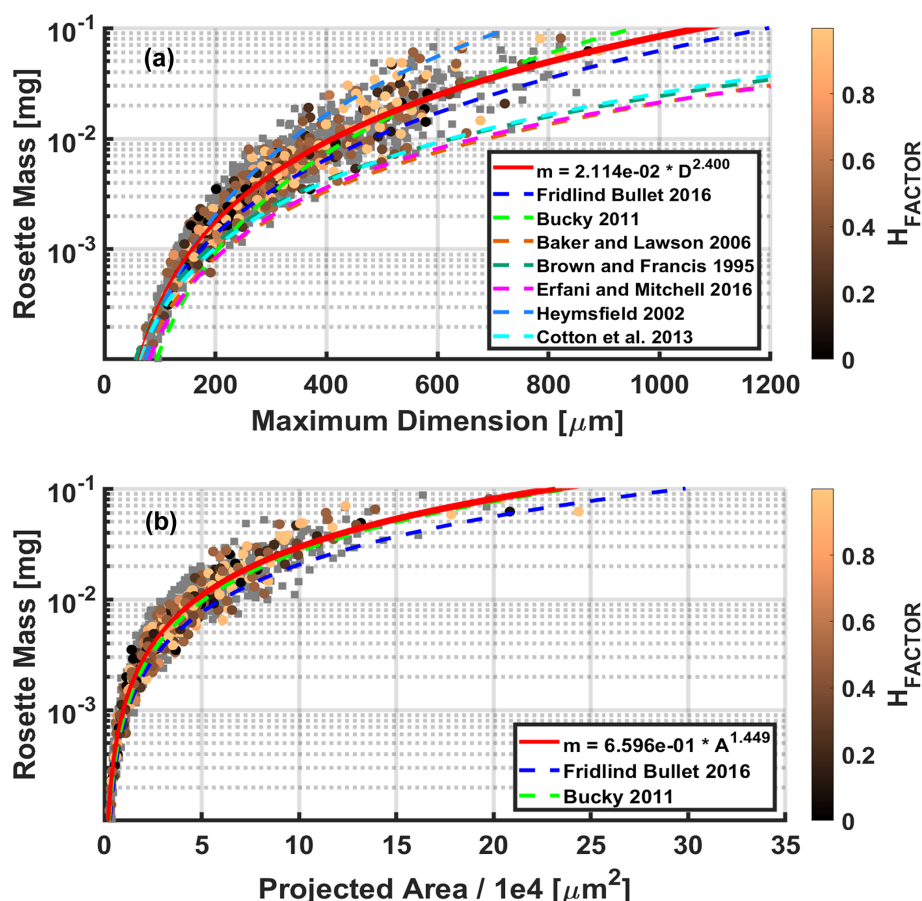 (a)
Rosette Mass [mg]
10^-1
10^-2
10^-3
0 200 400 600 800 1000 1200
Maximum Dimension [μm]
m = 2.114e-02 * D^2.400
Fridlind Bullet 2016
Bucky 2011
Baker and Lawson 2006
Brown and Francis 1995
Erfani and Mitchell 2016
Heymsfield 2002
Cotton et al. 2013
0.8
0.6
0.4
0.2
0
H_FACTOR
(b)
Rosette Mass [mg]
10^-1
10^-2
10^-3
0 5 10 15 20 25 30 35
Projected Area / 1e4 [μm^2]
m = 6.596e-01 * A^1.449
Fridlind Bullet 2016
Bucky 2011
0.8
0.6
0.4
0.2
0
H_FACTOR